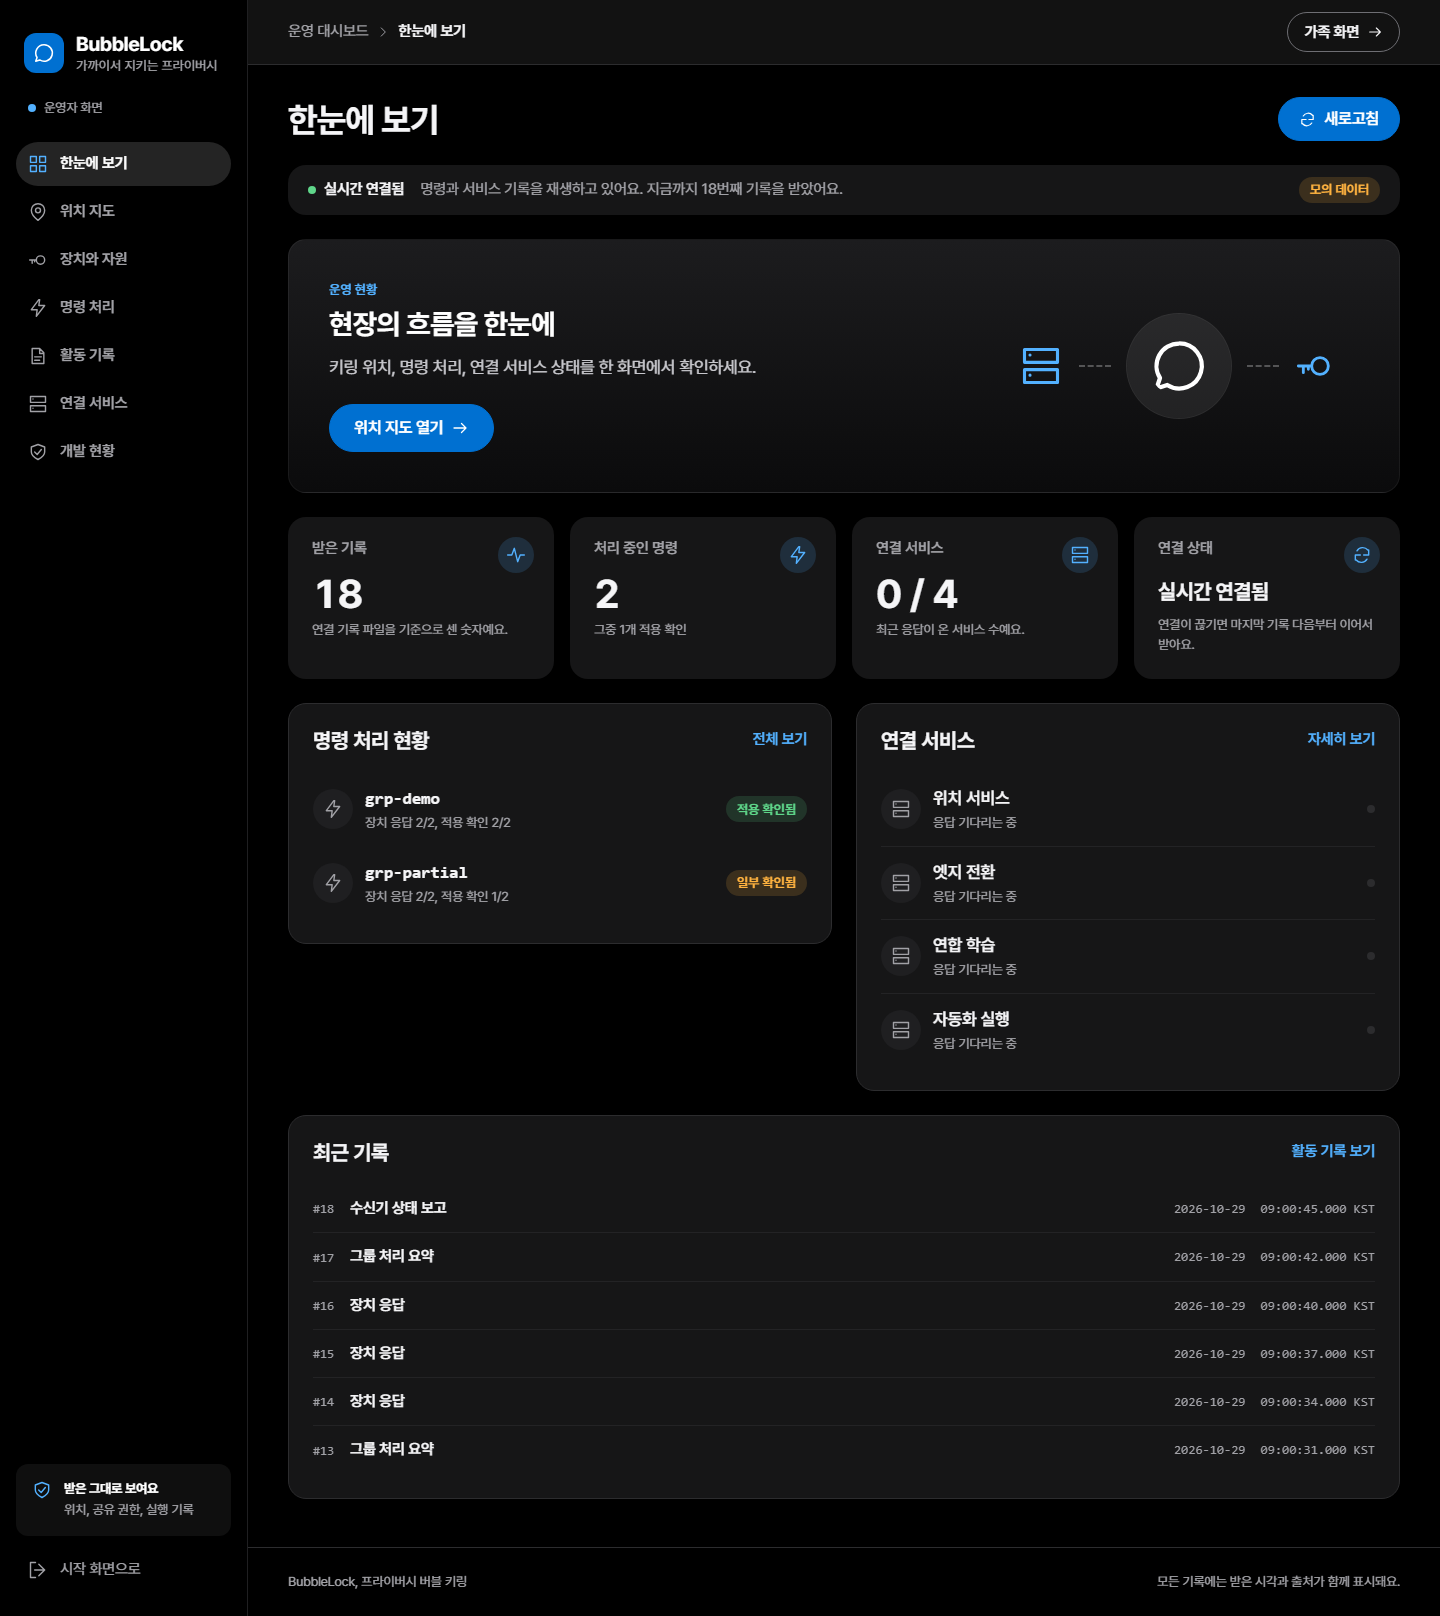 BubbleLock
가까이서 지키는 프라이버시
운영자 화면
한눈에 보기
위치 지도
장치와 자원
명령 처리
활동 기록
연결 서비스
개발 현황
받은 그대로 보여요
위치, 공유 권한, 실행 기록
시작 화면으로
운영 대시보드 > 한눈에 보기
가족 화면 →
한눈에 보기
새로고침
실시간 연결됨 명령과 서비스 기록을 재생하고 있어요. 지금까지 18번째 기록을 받았어요.
모의 데이터
운영 현황
현장의 흐름을 한눈에
키링 위치, 명령 처리, 연결 서비스 상태를 한 화면에서 확인하세요.
위치 지도 열기 →
받은 기록
18
연결 기록 파일을 기준으로 센 숫자예요.
처리 중인 명령
2
그중 1개 적용 확인
연결 서비스
0 / 4
최근 응답이 온 서비스 수예요.
연결 상태
실시간 연결됨
연결이 끊기면 마지막 기록 다음부터 이어서
받아요.
명령 처리 현황
전체 보기
grp-demo
장치 응답 2/2, 적용 확인 2/2
적용 확인됨
grp-partial
장치 응답 2/2, 적용 확인 1/2
일부 확인됨
연결 서비스
자세히 보기
위치 서비스
응답 기다리는 중
엣지 전환
응답 기다리는 중
연합 학습
응답 기다리는 중
자동화 실행
응답 기다리는 중
최근 기록
활동 기록 보기
#18 수신기 상태 보고 2026-10-29 09:00:45.000 KST
#17 그룹 처리 요약 2026-10-29 09:00:42.000 KST
#16 장치 응답 2026-10-29 09:00:40.000 KST
#15 장치 응답 2026-10-29 09:00:37.000 KST
#14 장치 응답 2026-10-29 09:00:34.000 KST
#13 그룹 처리 요약 2026-10-29 09:00:31.000 KST
BubbleLock, 프라이버시 버블 키링
모든 기록에는 받은 시각과 출처가 함께 표시돼요.